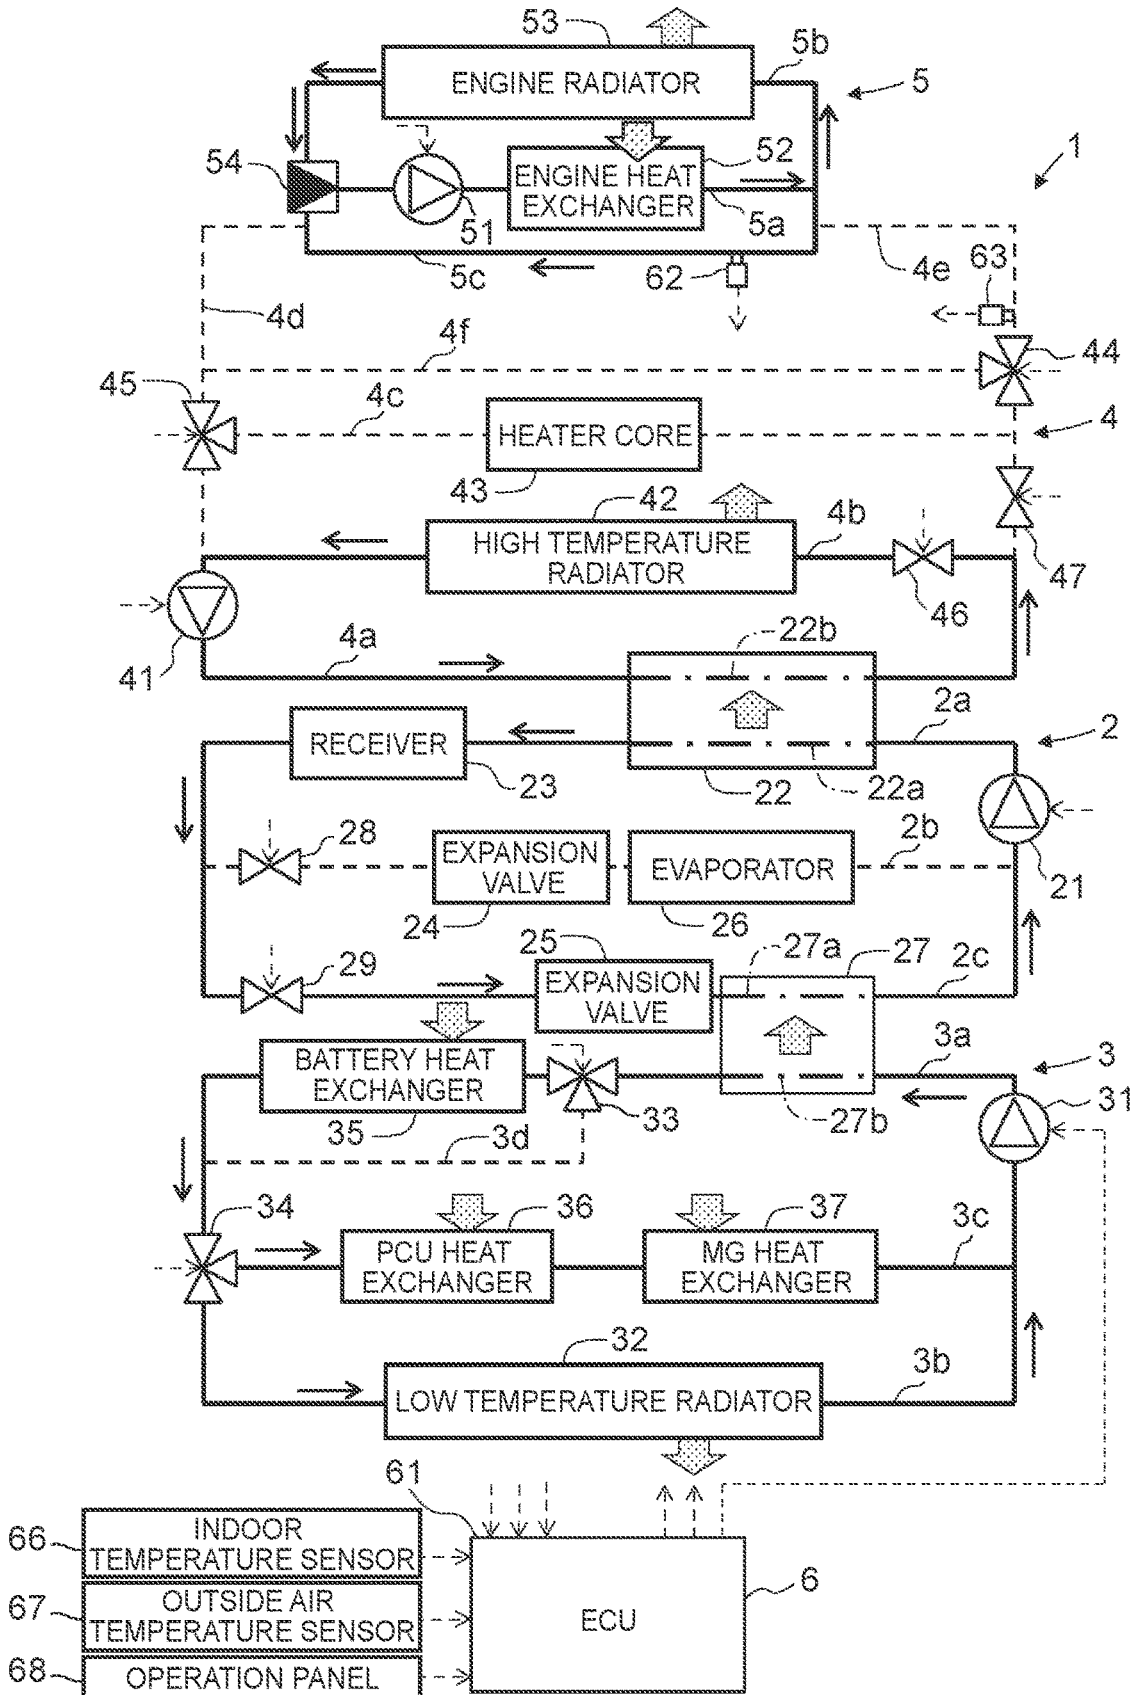 53
5b
ENGINE RADIATOR
5
54
52
1
ENGINE HEAT
EXCHANGER
51
5a
5c
62
4e
63
4d
4f
44
45
4c
HEATER CORE
4
43
42
4b
HIGH TEMPERATURE
RADIATOR
47
46
41
4a
22b
2a
2
RECEIVER
23
22
22a
28
EXPANSION
VALVE
EVAPORATOR
2b
21
24
26
25
27a
27
2c
29
EXPANSION
VALVE
BATTERY HEAT
EXCHANGER
3a
3
31
35
3d
33
27b
34
36
37
3c
PCU HEAT
EXCHANGER
MG HEAT
EXCHANGER
32
3b
LOW TEMPERATURE RADIATOR
61
66
INDOOR
TEMPERATURE SENSOR
67
OUTSIDE AIR
TEMPERATURE SENSOR
ECU
6
68
OPERATION PANEL